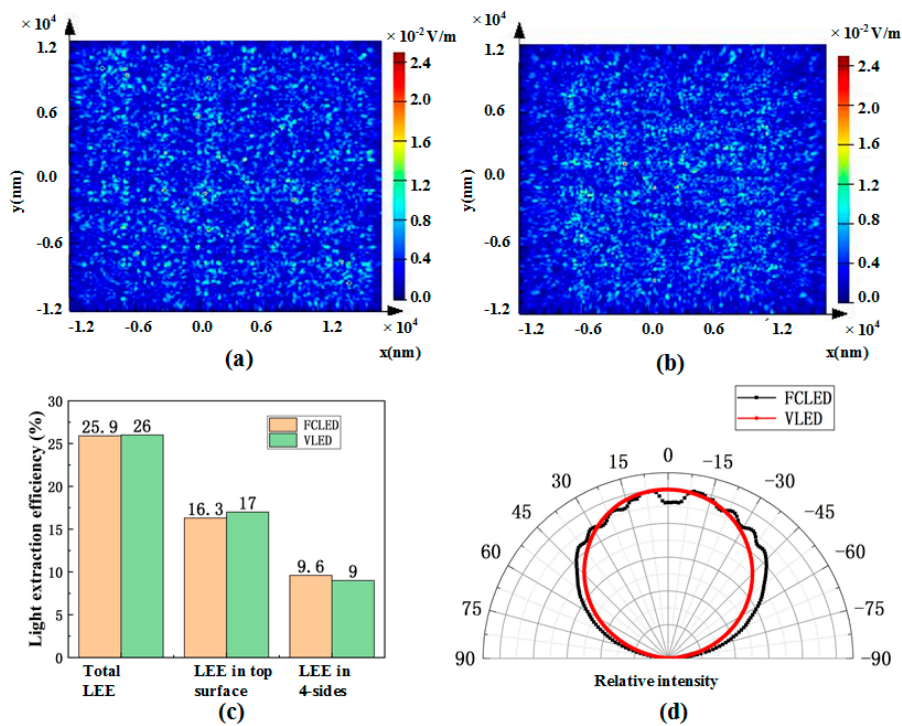 × 10⁴
× 10⁻² V/m
1.2
0.6
0.0
-0.6
-1.2
y(nm)
2.4
2.0
1.6
1.2
0.8
0.4
0.0
-1.2 -0.6 0.0 0.6 1.2
× 10⁴
x(nm)
(a)
× 10⁴
× 10⁻² V/m
1.2
0.6
0.0
-0.6
-1.2
y(nm)
2.4
2.0
1.6
1.2
0.8
0.4
0.0
-1.2 -0.6 0.0 0.6 1.2
× 10⁴
x(nm)
(b)
Light extraction efficiency (%)
30
25
20
15
10
5
0
FCLED
VLED
25.9 26
16.3 17
9.6 9
Total
LEE
LEE in top
surface
LEE in
4-sides
(c)
FCLED
VLED
90 75 60 45 30 15 0 -15 -30 -45 -60 -75 -90
Relative intensity
(d)